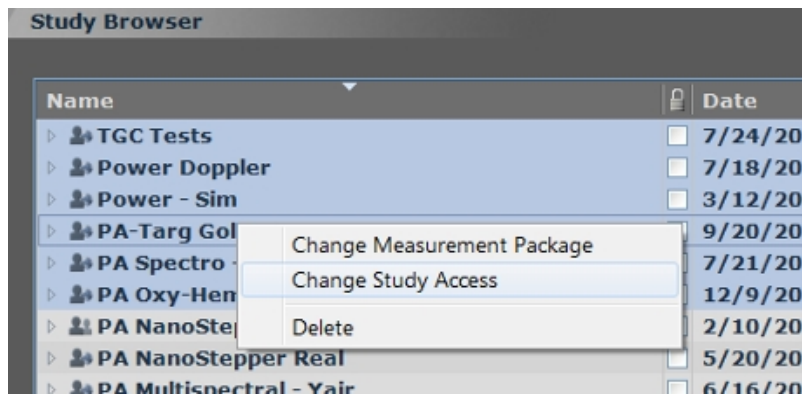 Study Browser
Name Date
TGC Tests 7/24/20
Power Doppler 7/18/20
Power - Sim 3/12/20
PA-Targ Gol 9/20/20
Change Measurement Package
PA Spectro - 7/21/20
Change Study Access
PA Oxy-Hem 12/9/20
PA NanoStep 2/10/20
Delete
PA NanoStepper Real 5/20/20
PA Multispectral - Yair 6/16/20